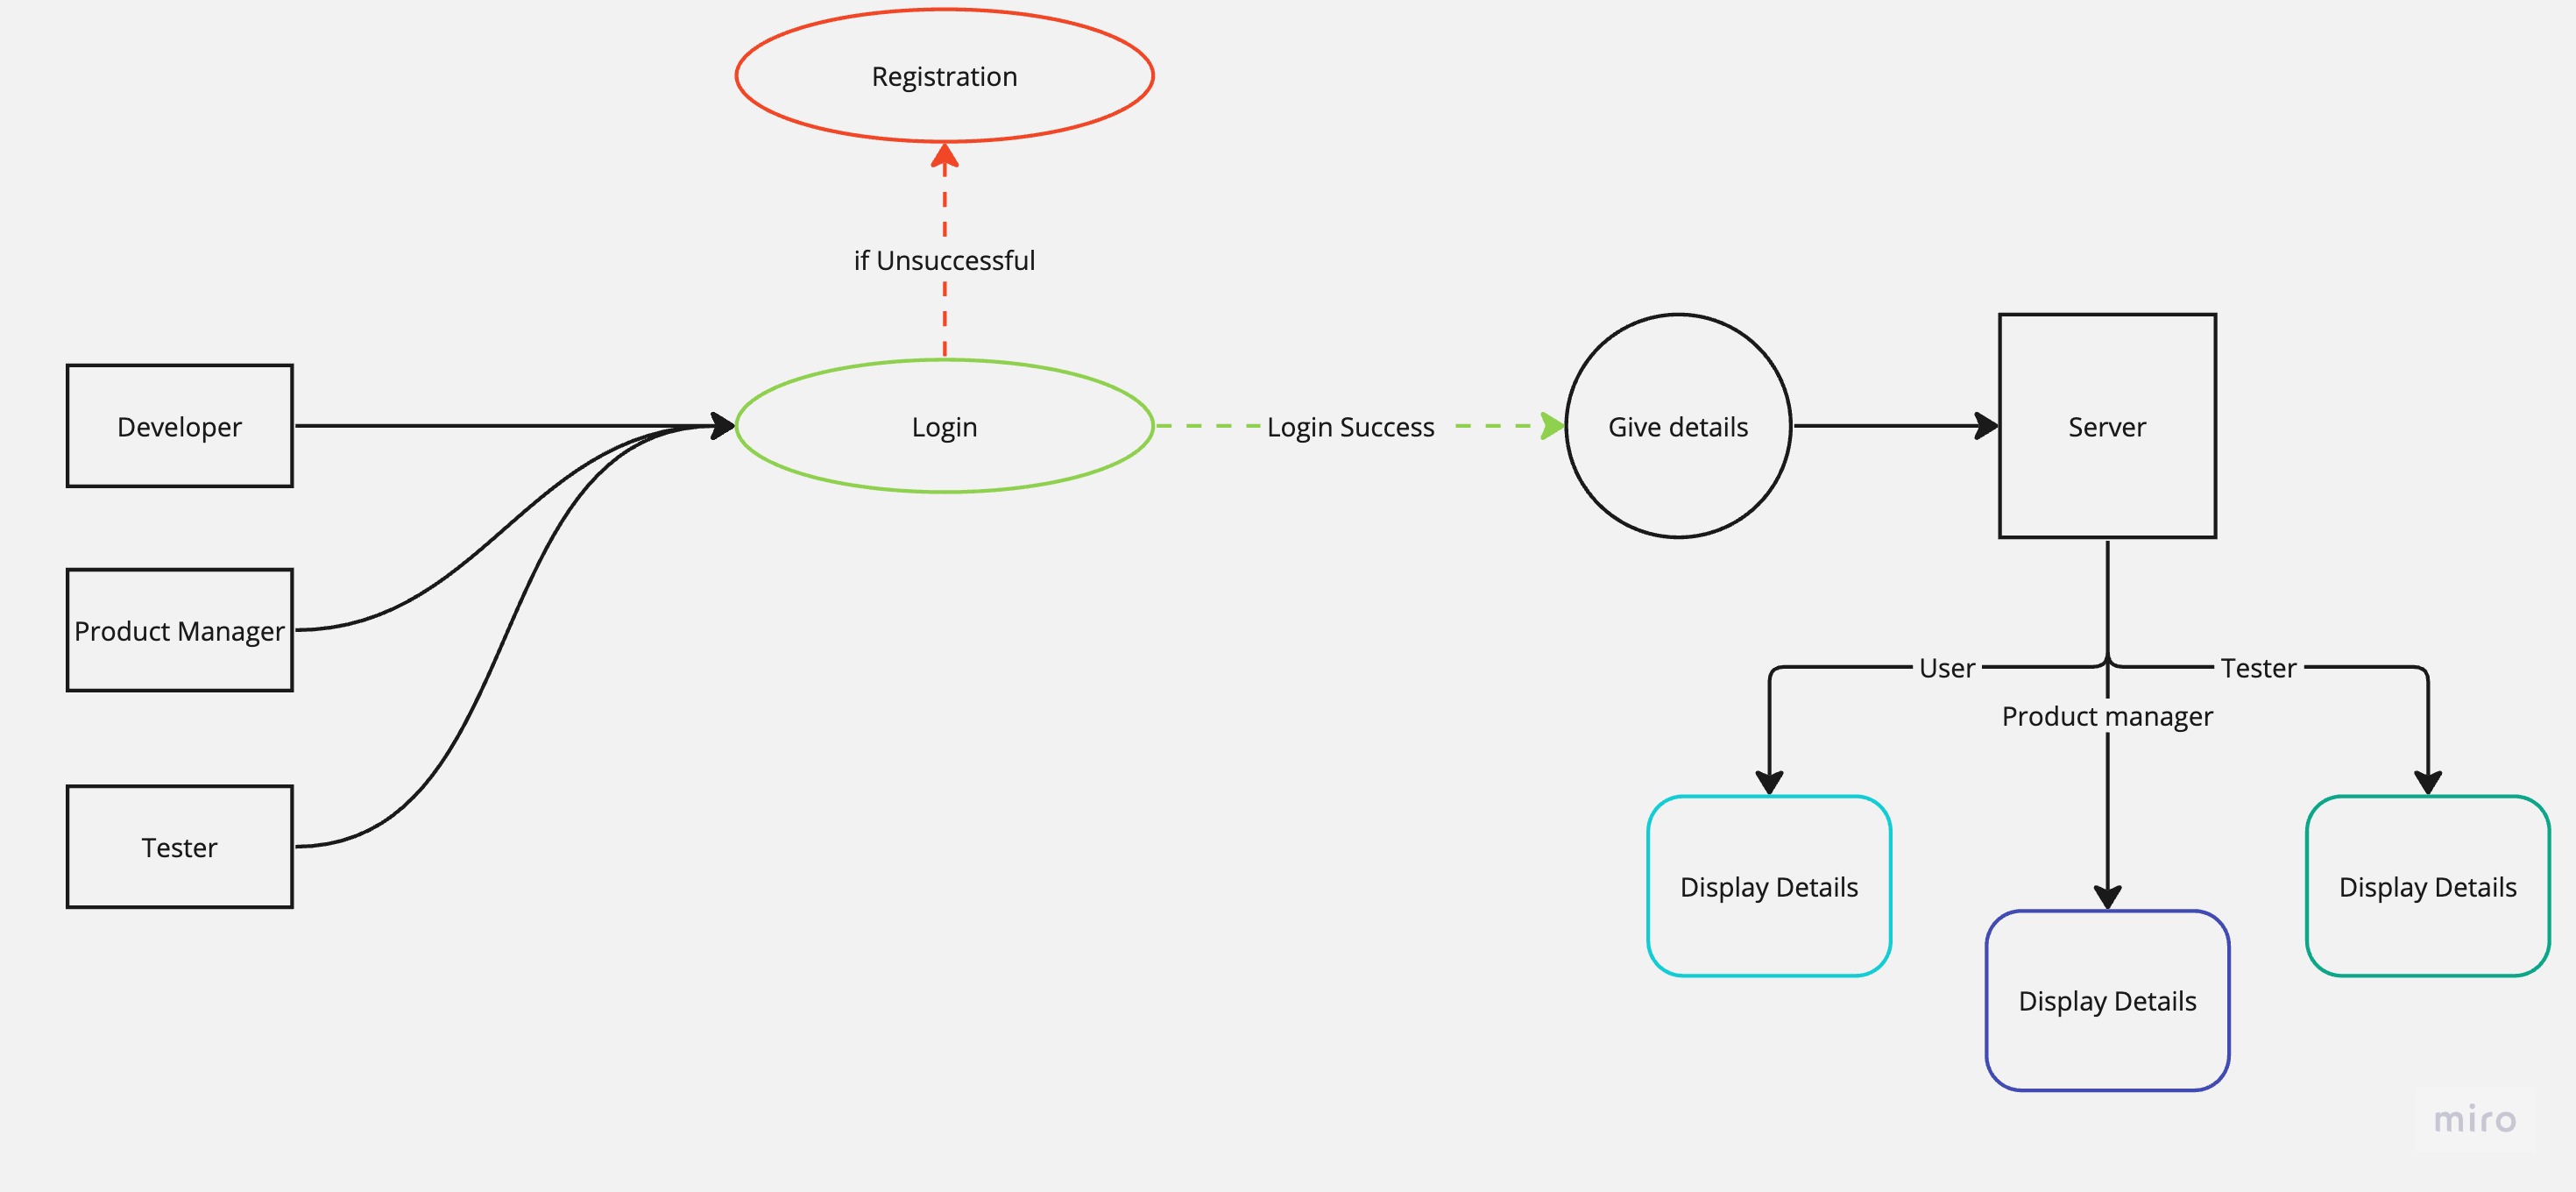 Registration
if Unsuccessful
Developer
Login
Login Success
Give details
Server
Product Manager
User
Tester
Product manager
Tester
Display Details
Display Details
Display Details
miro